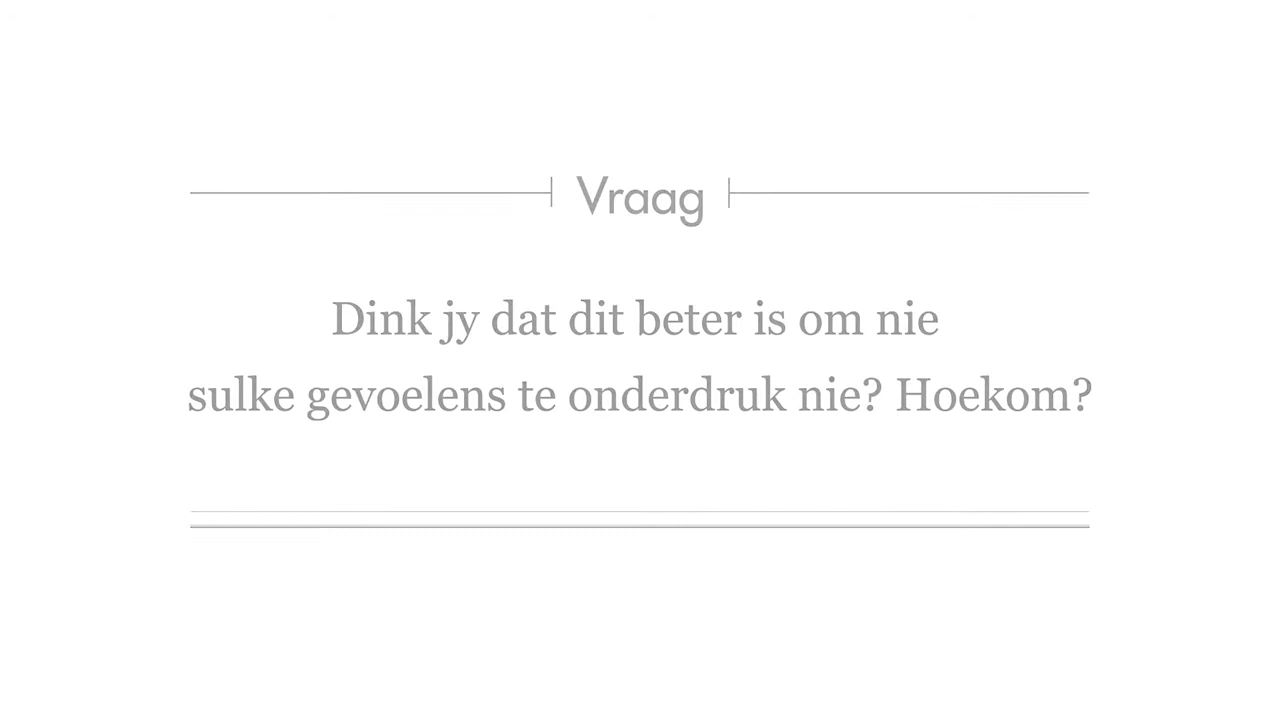 Vraag
Dink jy dat dit beter is om nie
sulke gevoelens te onderdruk nie? Hoekom?